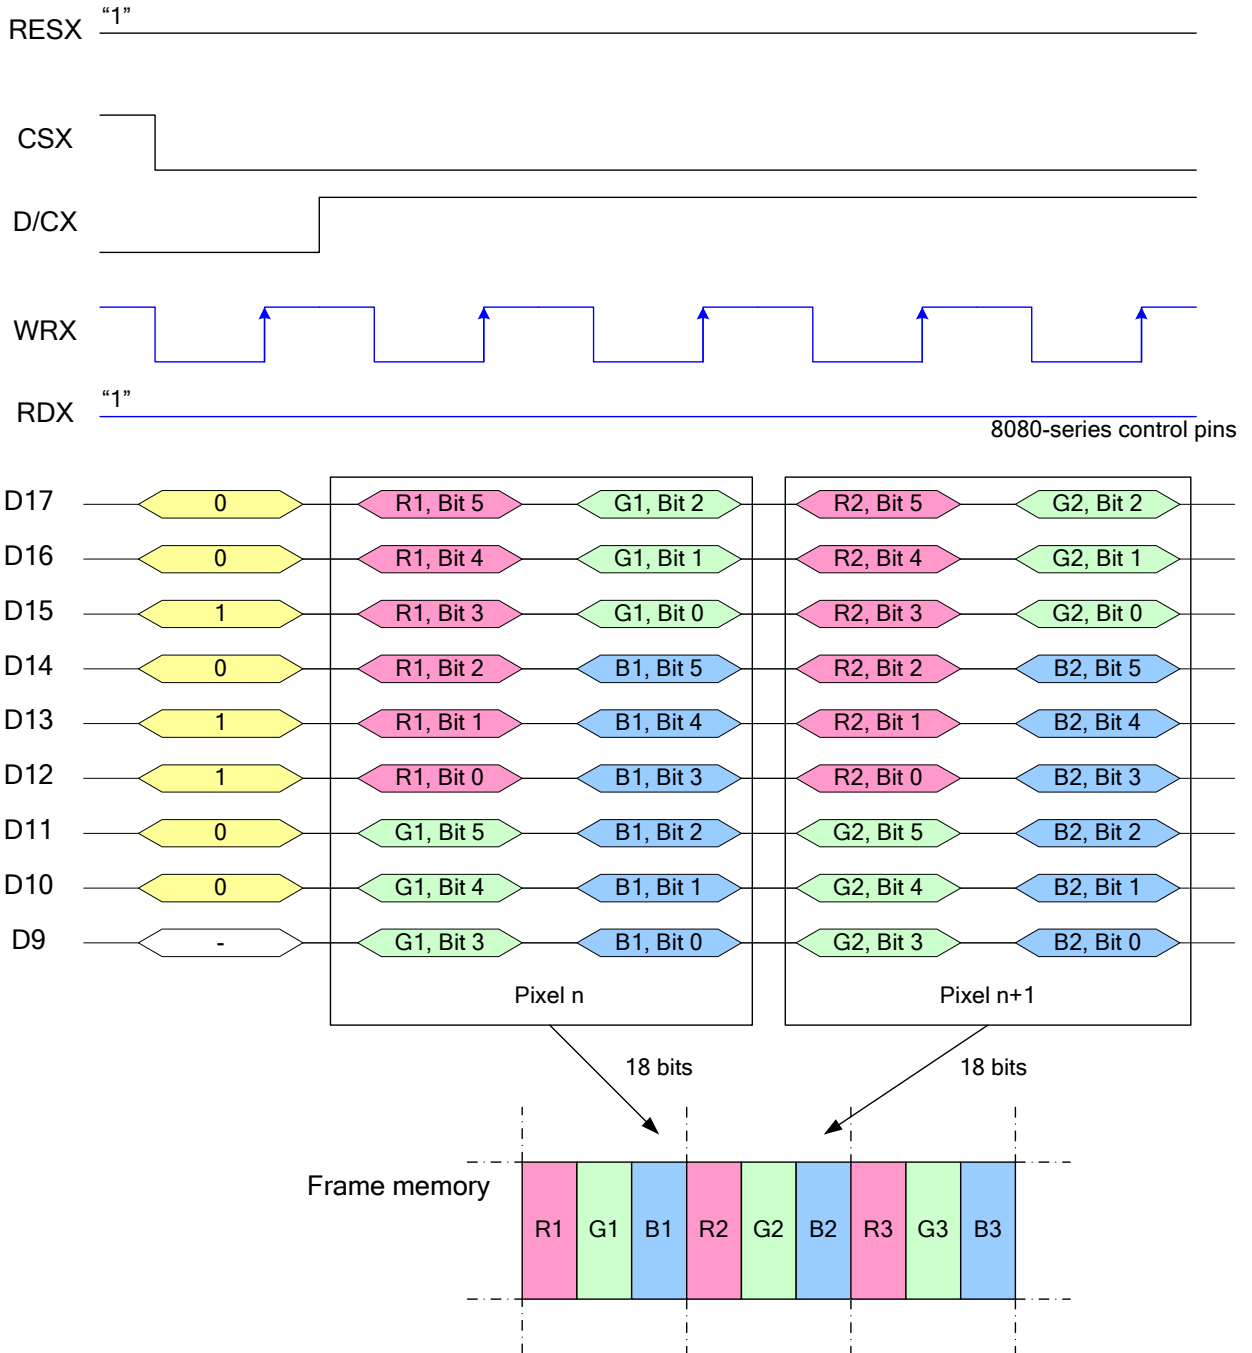 RESX “1”
CSX
D/CX
WRX
RDX “1”
8080-series control pins
D17 0 R1, Bit 5 G1, Bit 2 R2, Bit 5 G2, Bit 2
D16 0 R1, Bit 4 G1, Bit 1 R2, Bit 4 G2, Bit 1
D15 1 R1, Bit 3 G1, Bit 0 R2, Bit 3 G2, Bit 0
D14 0 R1, Bit 2 B1, Bit 5 R2, Bit 2 B2, Bit 5
D13 1 R1, Bit 1 B1, Bit 4 R2, Bit 1 B2, Bit 4
D12 1 R1, Bit 0 B1, Bit 3 R2, Bit 0 B2, Bit 3
D11 0 G1, Bit 5 B1, Bit 2 G2, Bit 5 B2, Bit 2
D10 0 G1, Bit 4 B1, Bit 1 G2, Bit 4 B2, Bit 1
D9 - G1, Bit 3 B1, Bit 0 G2, Bit 3 B2, Bit 0
Pixel n Pixel n+1
18 bits 18 bits
Frame memory
R1 G1 B1 R2 G2 B2 R3 G3 B3